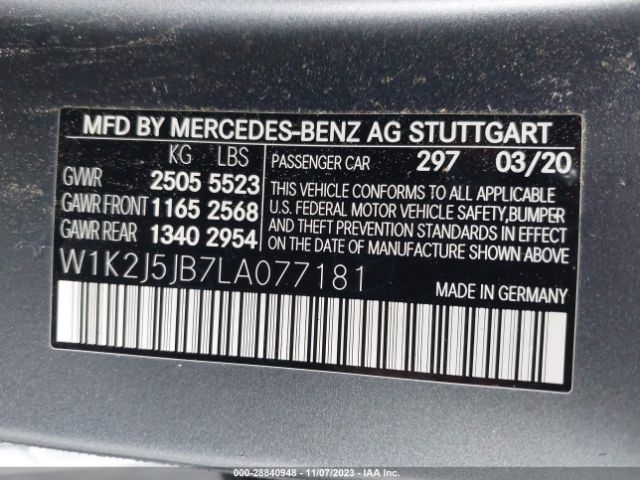 MFD BY MERCEDES-BENZ AG STUTTGART
KG LBS
GVWR 2505 5523
GAWR FRONT 1165 2568
GAWR REAR 1340 2954
PASSENGER CAR 297 03/20
THIS VEHICLE CONFORMS TO ALL APPLICABLE
U.S. FEDERAL MOTOR VEHICLE SAFETY,BUMPER
AND THEFT PREVENTION STANDARDS IN EFFECT
ON THE DATE OF MANUFACTURE SHOWN ABOVE
W1K2J5JB7LA077181
MADE IN GERMANY
000-28840948 - 11/07/2023 - IAA Inc.